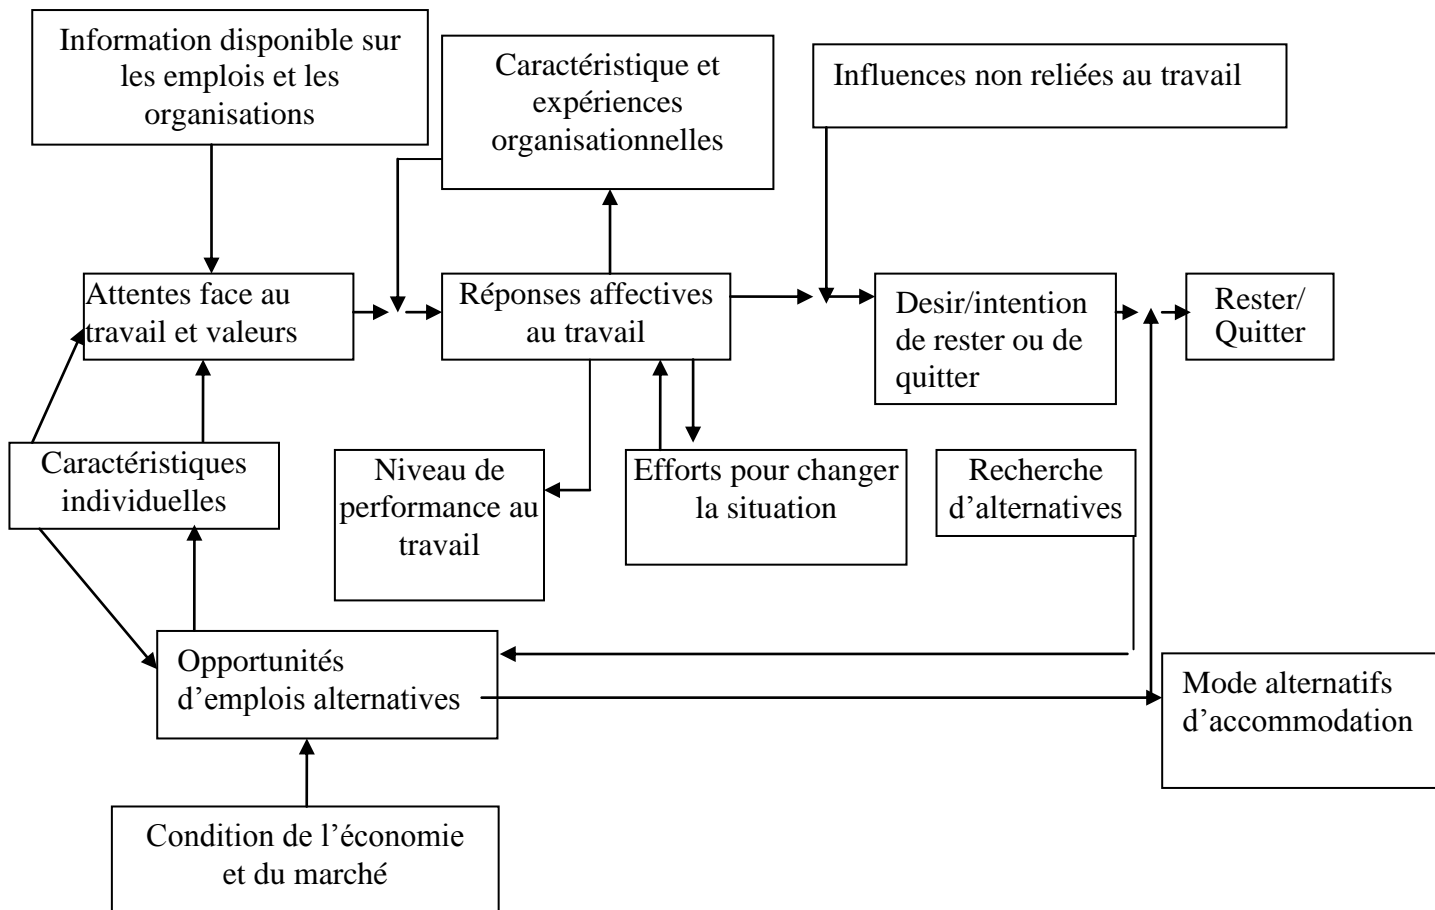 Information disponible sur
les emplois et les
organisations
Caractéristique et
expériences
organisationnelles
Influences non reliées au travail
Attentes face au
travail et valeurs
Réponses affectives
au travail
Desir/intention
de rester ou de
quitter
Rester/
Quitter
Caractéristiques
individuelles
Niveau de
performance au
travail
Efforts pour changer
la situation
Recherche
d’alternatives
Opportunités
d’emplois alternatives
Mode alternatifs
d’accommodation
Condition de l’économie
et du marché